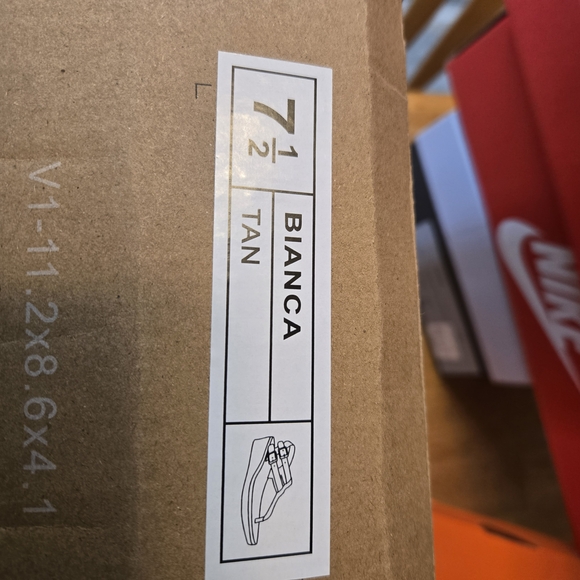 7 1/2
BIANCA
TAN
V1-11.2x8.6x4.1
NIKE